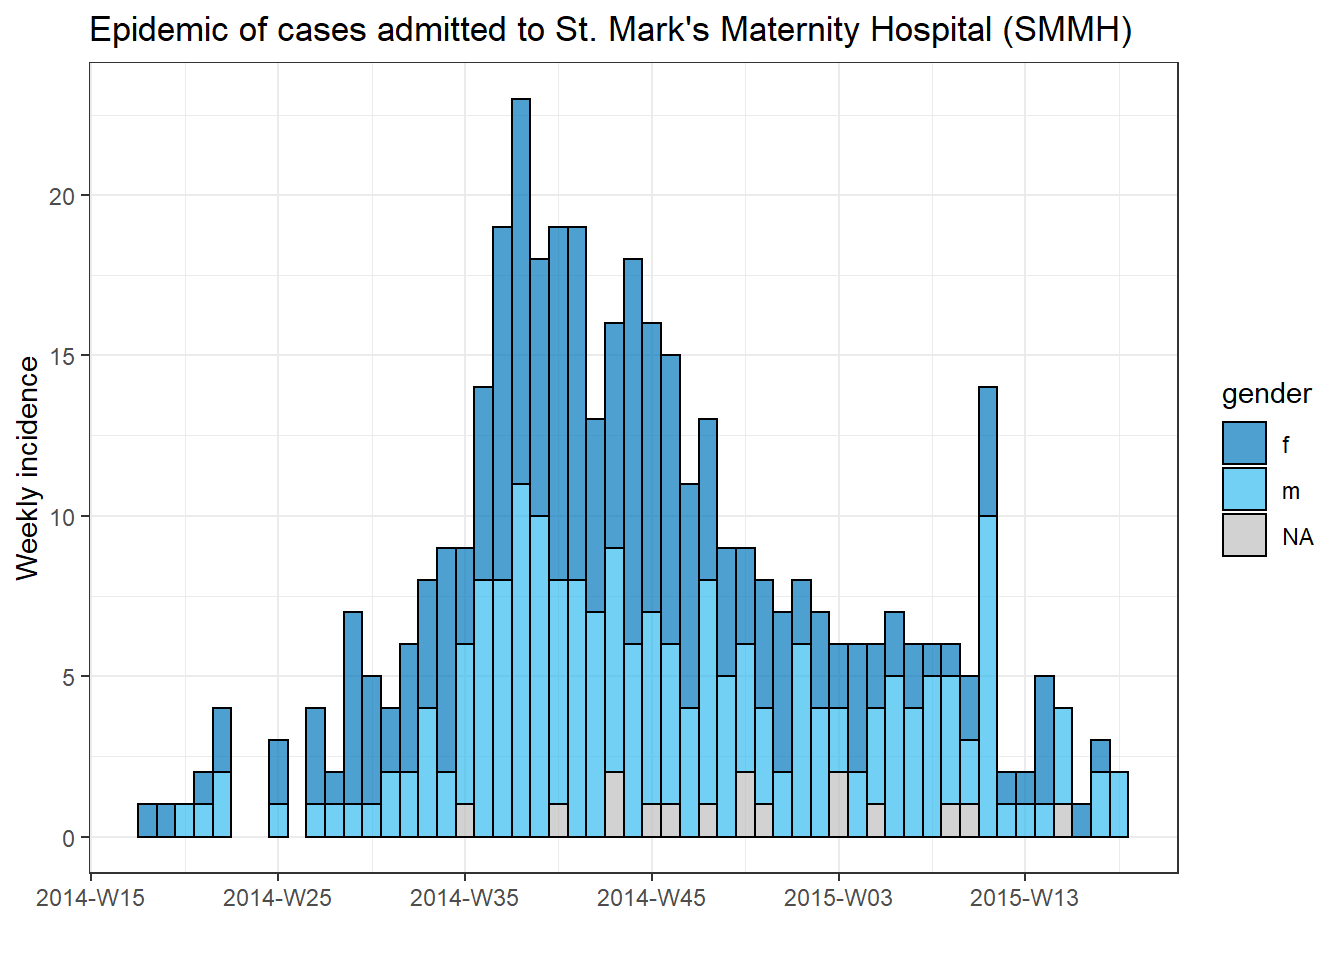 Epidemic of cases admitted to St. Mark's Maternity Hospital (SMMH)
Weekly incidence
20
15
10
5
0
2014-W15 2014-W25 2014-W35 2014-W45 2015-W03 2015-W13
gender
f
m
NA